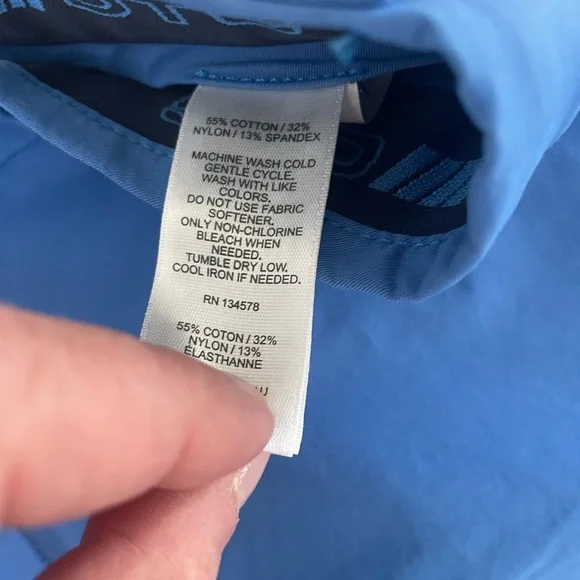 55% COTTON / 32%
NYLON / 13% SPANDEX
MACHINE WASH COLD
GENTLE CYCLE.
WASH WITH LIKE
COLORS.
DO NOT USE FABRIC
SOFTENER.
ONLY NON-CHLORINE
BLEACH WHEN
NEEDED.
TUMBLE DRY LOW.
COOL IRON IF NEEDED.
RN 134578
55% COTON / 32%
NYLON / 13%
ÉLASTHANNE